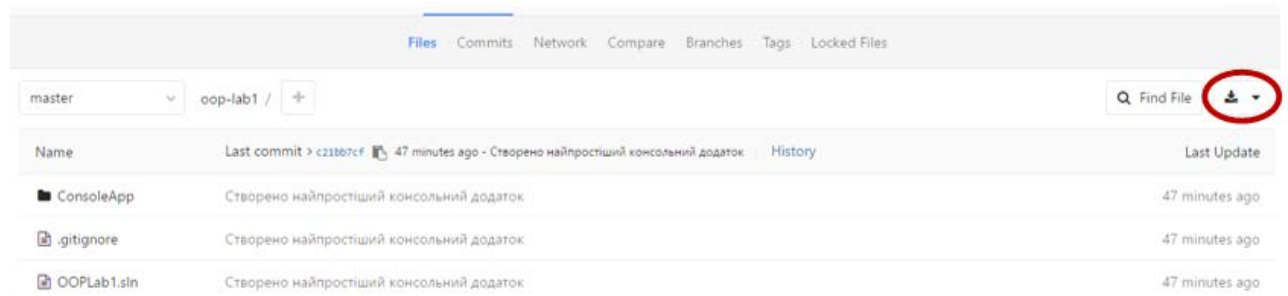 Files Commits Network Compare Branches Tags Locked Files
master oop-lab1 / + Find File
Name Last commit > c21bb7cf 47 minutes ago - Створено найпростіший консольний додаток History Last Update
ConsoleApp Створено найпростіший консольний додаток 47 minutes ago
.gitignore Створено найпростіший консольний додаток 47 minutes ago
OOPLab1.sln Створено найпростіший консольний додаток 47 minutes ago